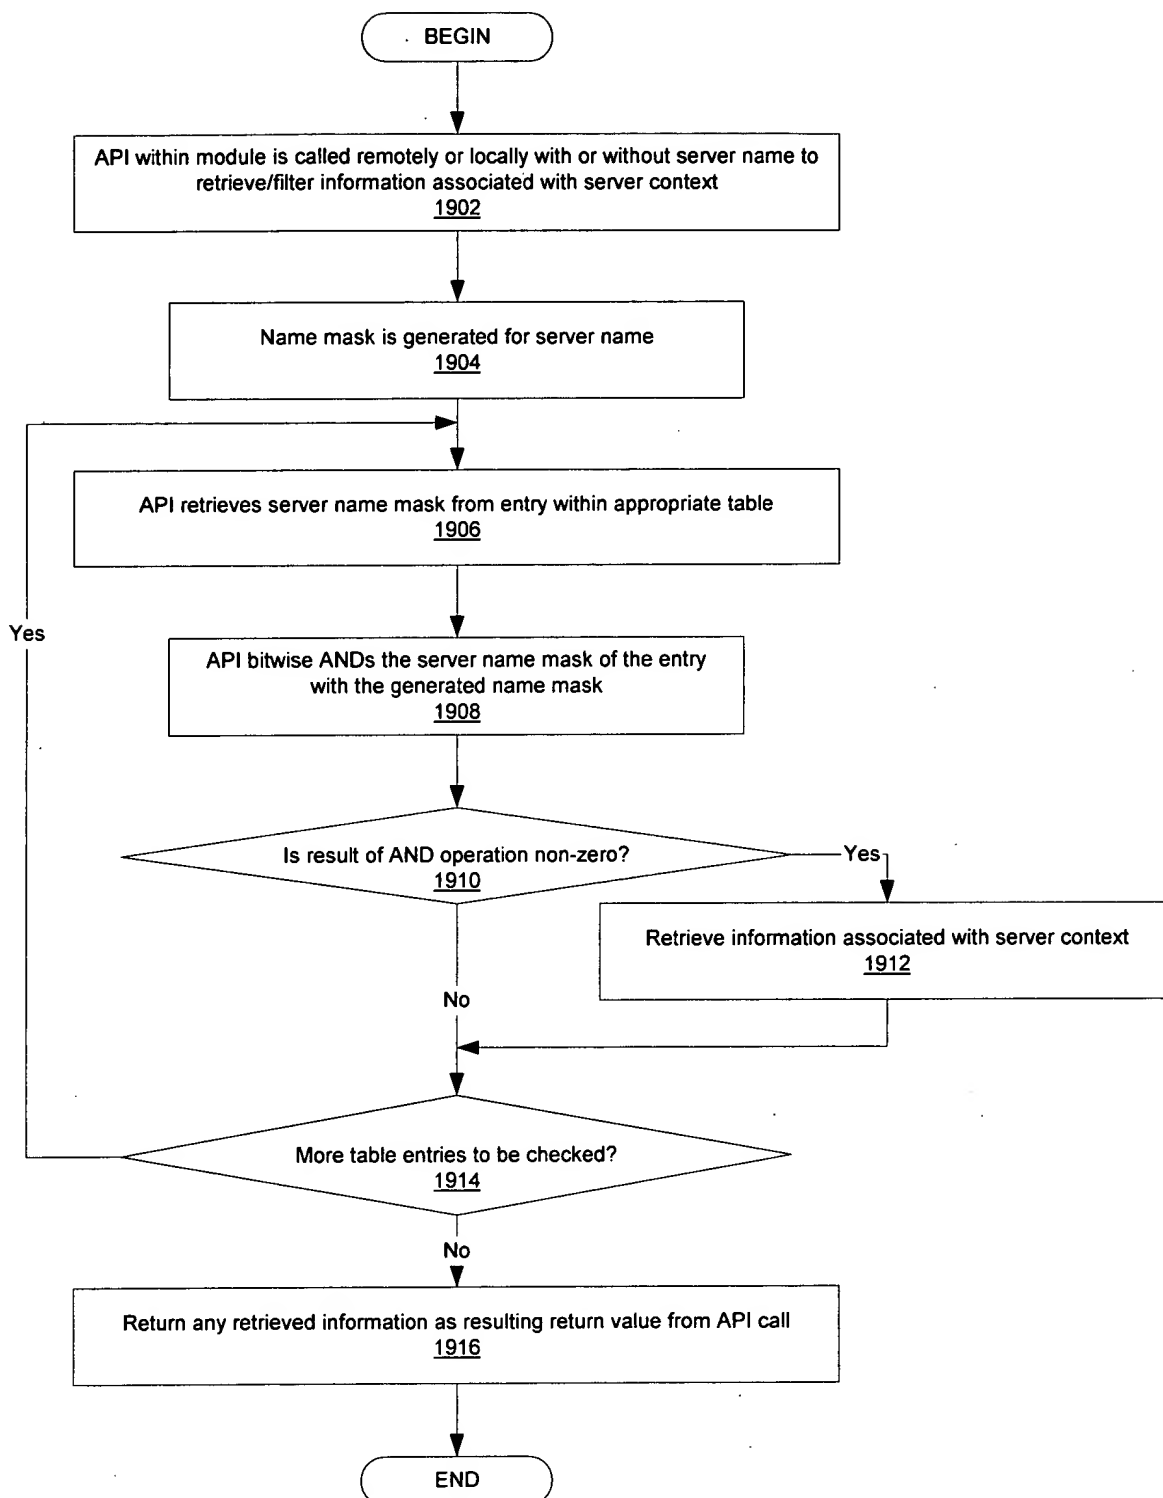 BEGIN
API within module is called remotely or locally with or without server name to
retrieve/filter information associated with server context
1902
Name mask is generated for server name
1904
API retrieves server name mask from entry within appropriate table
1906
Yes
API bitwise ANDs the server name mask of the entry
with the generated name mask
1908
Is result of AND operation non-zero?
1910
Yes
Retrieve information associated with server context
1912
No
More table entries to be checked?
1914
No
Return any retrieved information as resulting return value from API call
1916
END